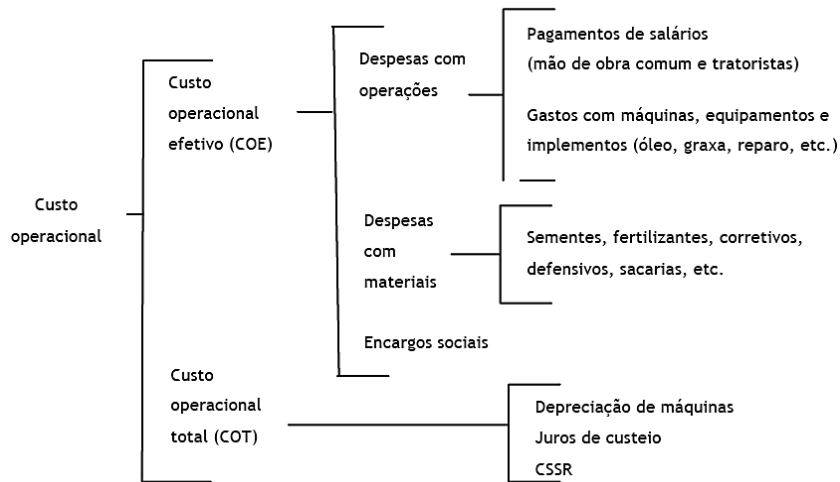 Custo
operacional
Custo
operacional
efetivo (COE)
Despesas com
operações
Pagamentos de salários
(mão de obra comum e tratoristas)
Gastos com máquinas, equipamentos e
implementos (óleo, graxa, reparo, etc.)
Despesas
com
materiais
Sementes, fertilizantes, corretivos,
defensivos, sacarias, etc.
Encargos sociais
Custo
operacional
total (COT)
Depreciação de máquinas
Juros de custeio
CSSR